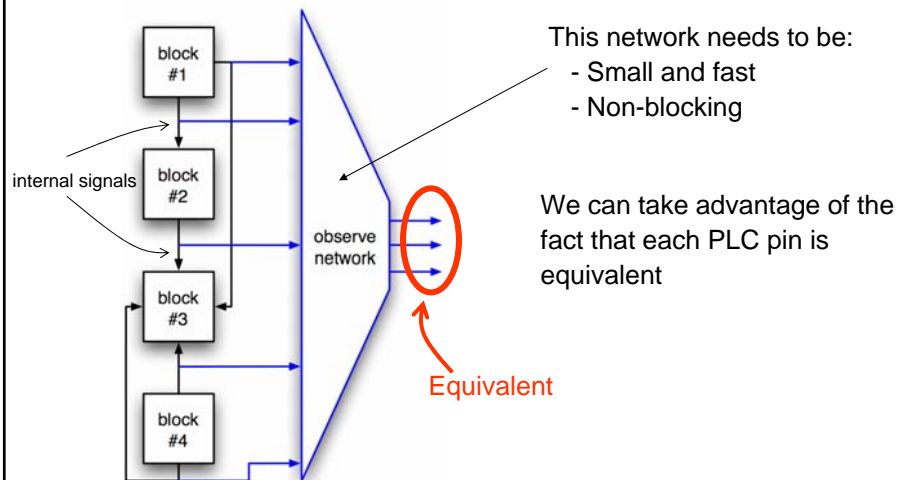 block
#1
internal signals
block
#2
block
#3
block
#4
observe
network
This network needs to be:
- Small and fast
- Non-blocking
We can take advantage of the
fact that each PLC pin is
equivalent
Equivalent